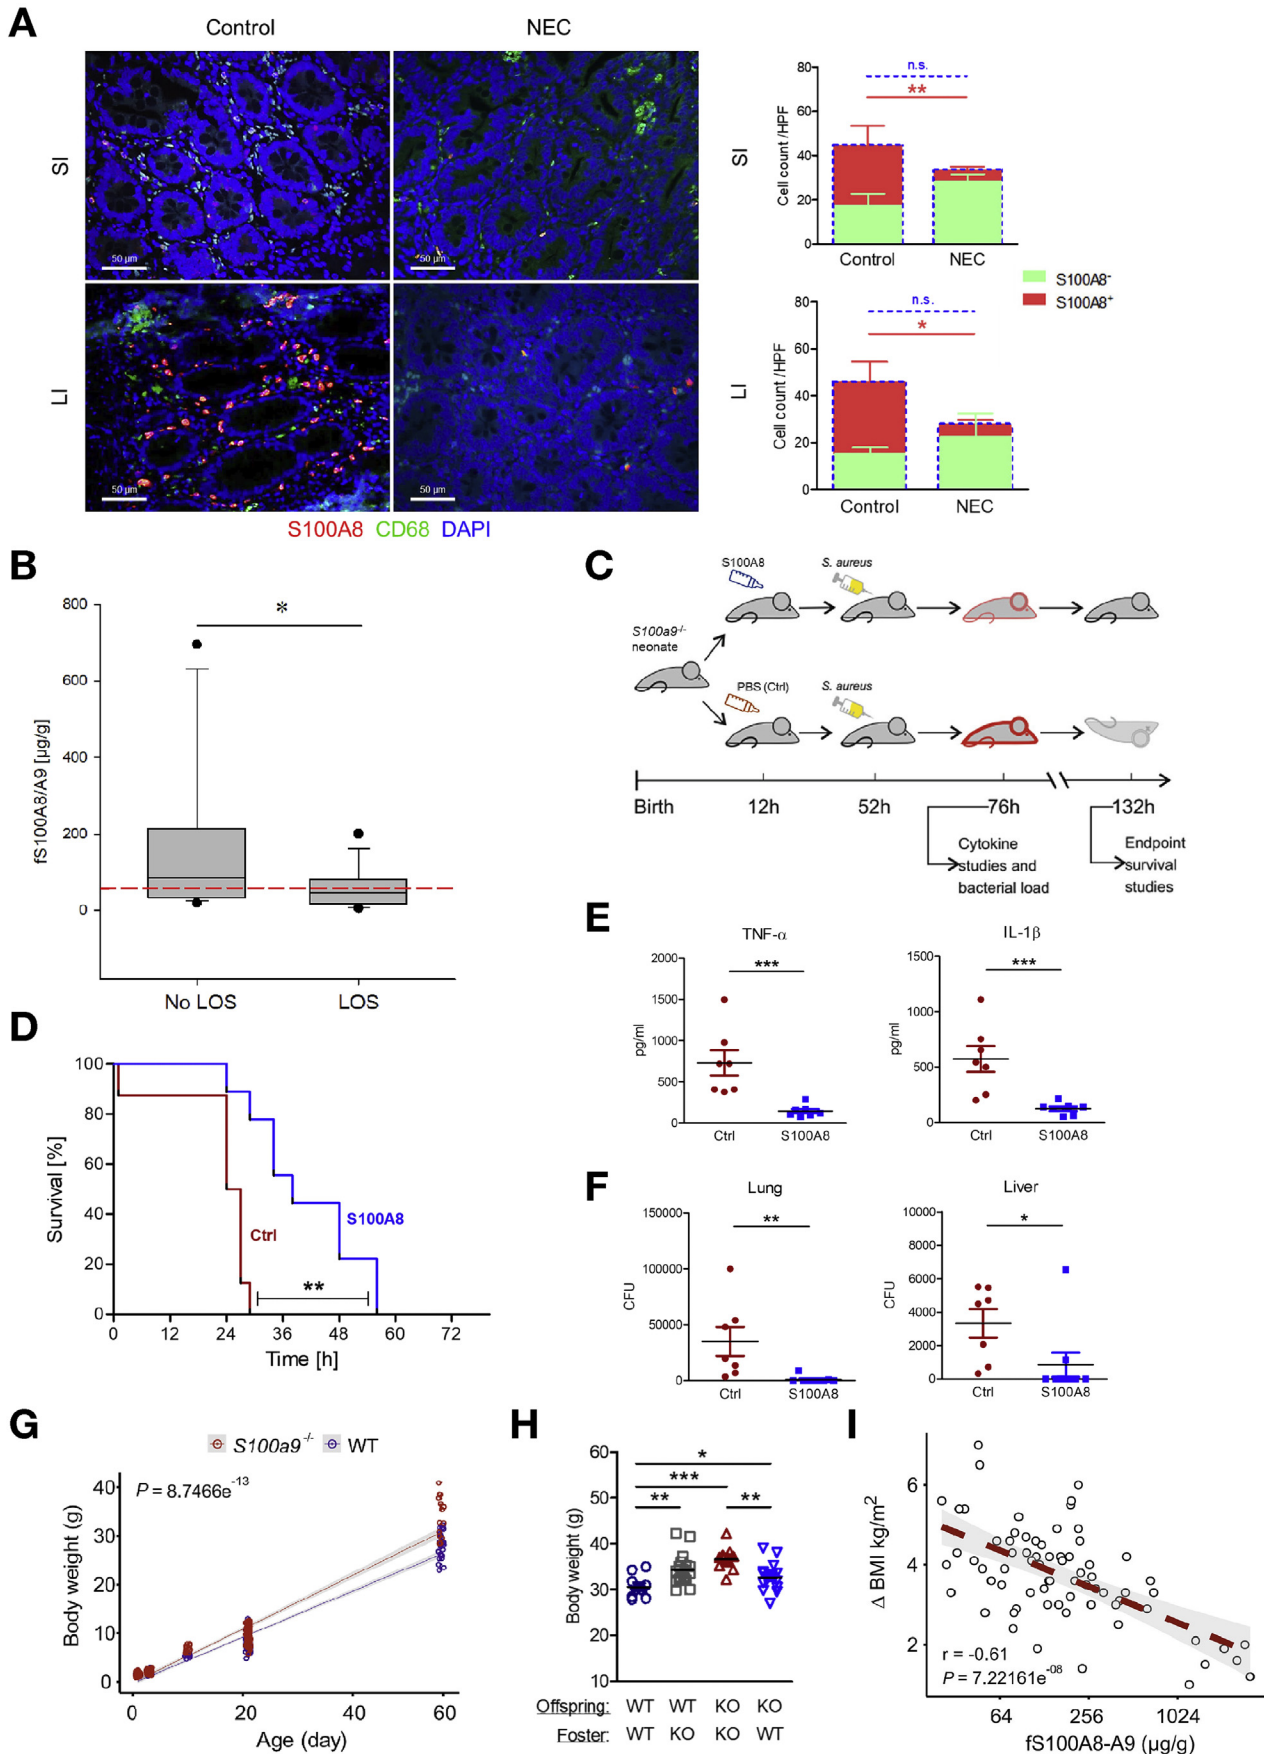 A
Control
NEC
SI
LI
50 µm
50 µm
50 µm
50 µm
S100A8 CD68 DAPI
80
60
40
20
0
Cell count /HPF
SI
n.s.
**
Control
NEC
S100A8-
S100A8+
80
60
40
20
0
Cell count /HPF
LI
n.s.
*
Control
NEC
B
800
600
400
200
0
fS100A8/A9 [µg/g]
*
No LOS
LOS
C
S100A8
S. aureus
S100a9-/-
neonate
PBS (Ctrl)
S. aureus
Birth
12h
52h
76h
132h
Cytokine
studies and
bacterial load
Endpoint
survival
studies
D
100
80
60
40
20
0
Survival [%]
Ctrl
S100A8
**
0 12 24 36 48 60 72
Time [h]
E
TNF-α
2000
1500
1000
500
0
pg/ml
***
Ctrl
S100A8
IL-1β
1500
1000
500
0
pg/ml
***
Ctrl
S100A8
F
Lung
150000
100000
50000
0
CFU
**
Ctrl
S100A8
Liver
10000
8000
6000
4000
2000
0
CFU
*
Ctrl
S100A8
G
S100a9-/- WT
P = 8.7466e-13
40
30
20
10
0
Body weight (g)
0 20 40 60
Age (day)
H
60
50
40
30
20
10
Body weight (g)
*
***
** **
Offspring: WT WT KO KO
Foster: WT KO KO WT
I
6
4
2
Δ BMI kg/m2
r = -0.61
P = 7.22161e-08
64 256 1024
fS100A8-A9 (µg/g)